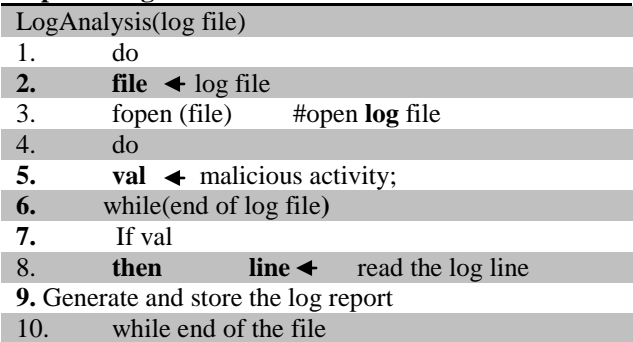 LogAnalysis(log file)
1. do
2. file ← log file
3. fopen (file) #open log file
4. do
5. val ← malicious activity;
6. while(end of log file)
7. If val
8. then line← read the log line
9. Generate and store the log report
10. while end of the file